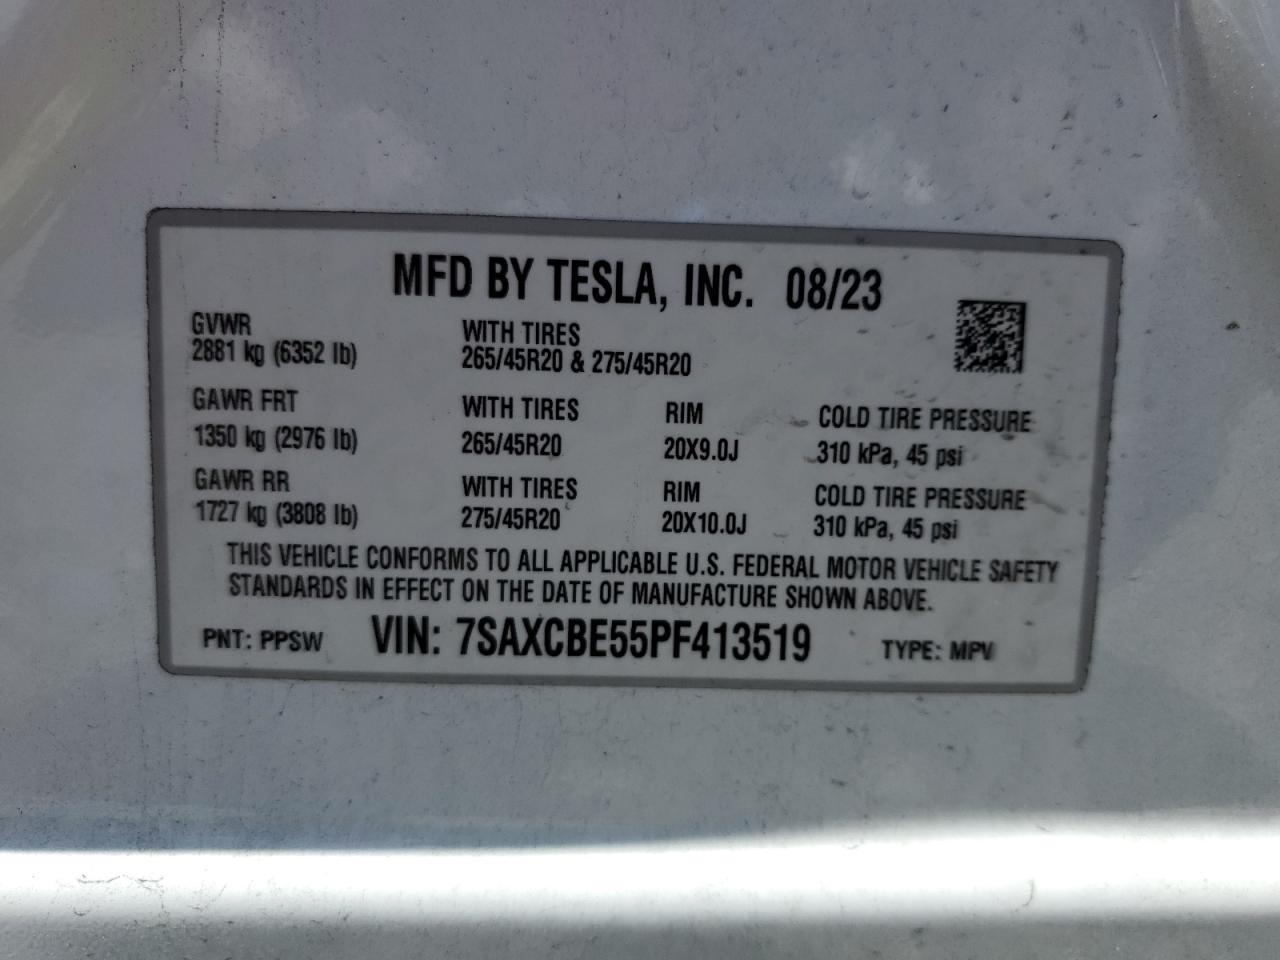 MFD BY TESLA, INC. 08/23
GVWR WITH TIRES
2881 kg (6352 lb) 265/45R20 & 275/45R20
GAWR FRT WITH TIRES RIM COLD TIRE PRESSURE
1350 kg (2976 lb) 265/45R20 20X9.0J 310 kPa, 45 psi
GAWR RR WITH TIRES RIM COLD TIRE PRESSURE
1727 kg (3808 lb) 275/45R20 20X10.0J 310 kPa, 45 psi
THIS VEHICLE CONFORMS TO ALL APPLICABLE U.S. FEDERAL MOTOR VEHICLE SAFETY
STANDARDS IN EFFECT ON THE DATE OF MANUFACTURE SHOWN ABOVE.
PNT: PPSW VIN: 7SAXCBE55PF413519 TYPE: MPV